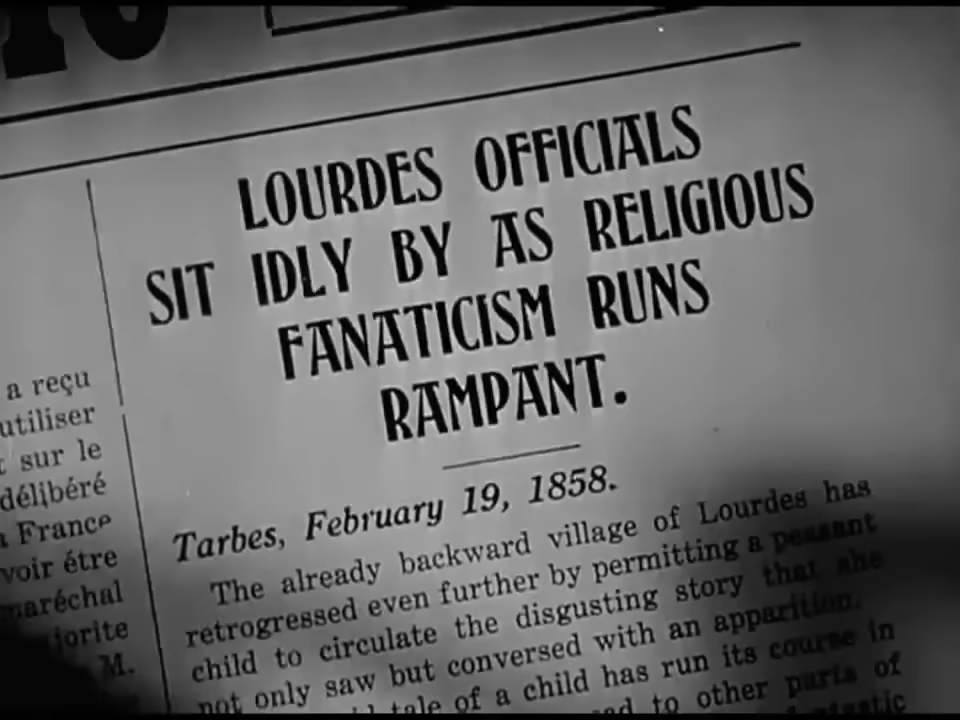 LOURDES OFFICIALS
SIT IDLY BY AS RELIGIOUS
FANATICISM RUNS
RAMPANT.
Tarbes, February 19, 1858.
The already backward village of Lourdes has
retrogressed even further by permitting a peasant
child to circulate the disgusting story that she
not only saw but conversed with an apparition.
tale of a child has run its course in
to other parts of
a reçu
utiliser
sur le
délibéré
France
voir étre
maréchal
M.